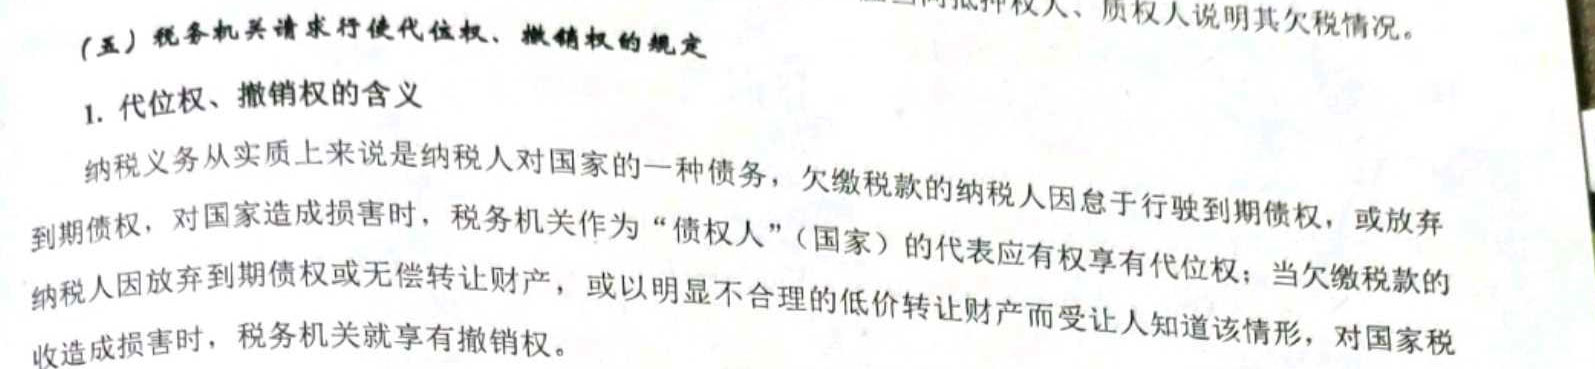 抵押权人、质权人说明其欠税情况。
(五) 税务机关请求行使代位权、撤销权的规定
1. 代位权、撤销权的含义
纳税义务从实质上来说是纳税人对国家的一种债务，欠缴税款的纳税人因怠于行驶到期债权，或放弃
到期债权，对国家造成损害时，税务机关作为“债权人”（国家）的代表应有权享有代位权；当欠缴税款的
纳税人因放弃到期债权或无偿转让财产，或以明显不合理的低价转让财产而受让人知道该情形，对国家税
收造成损害时，税务机关就享有撤销权。